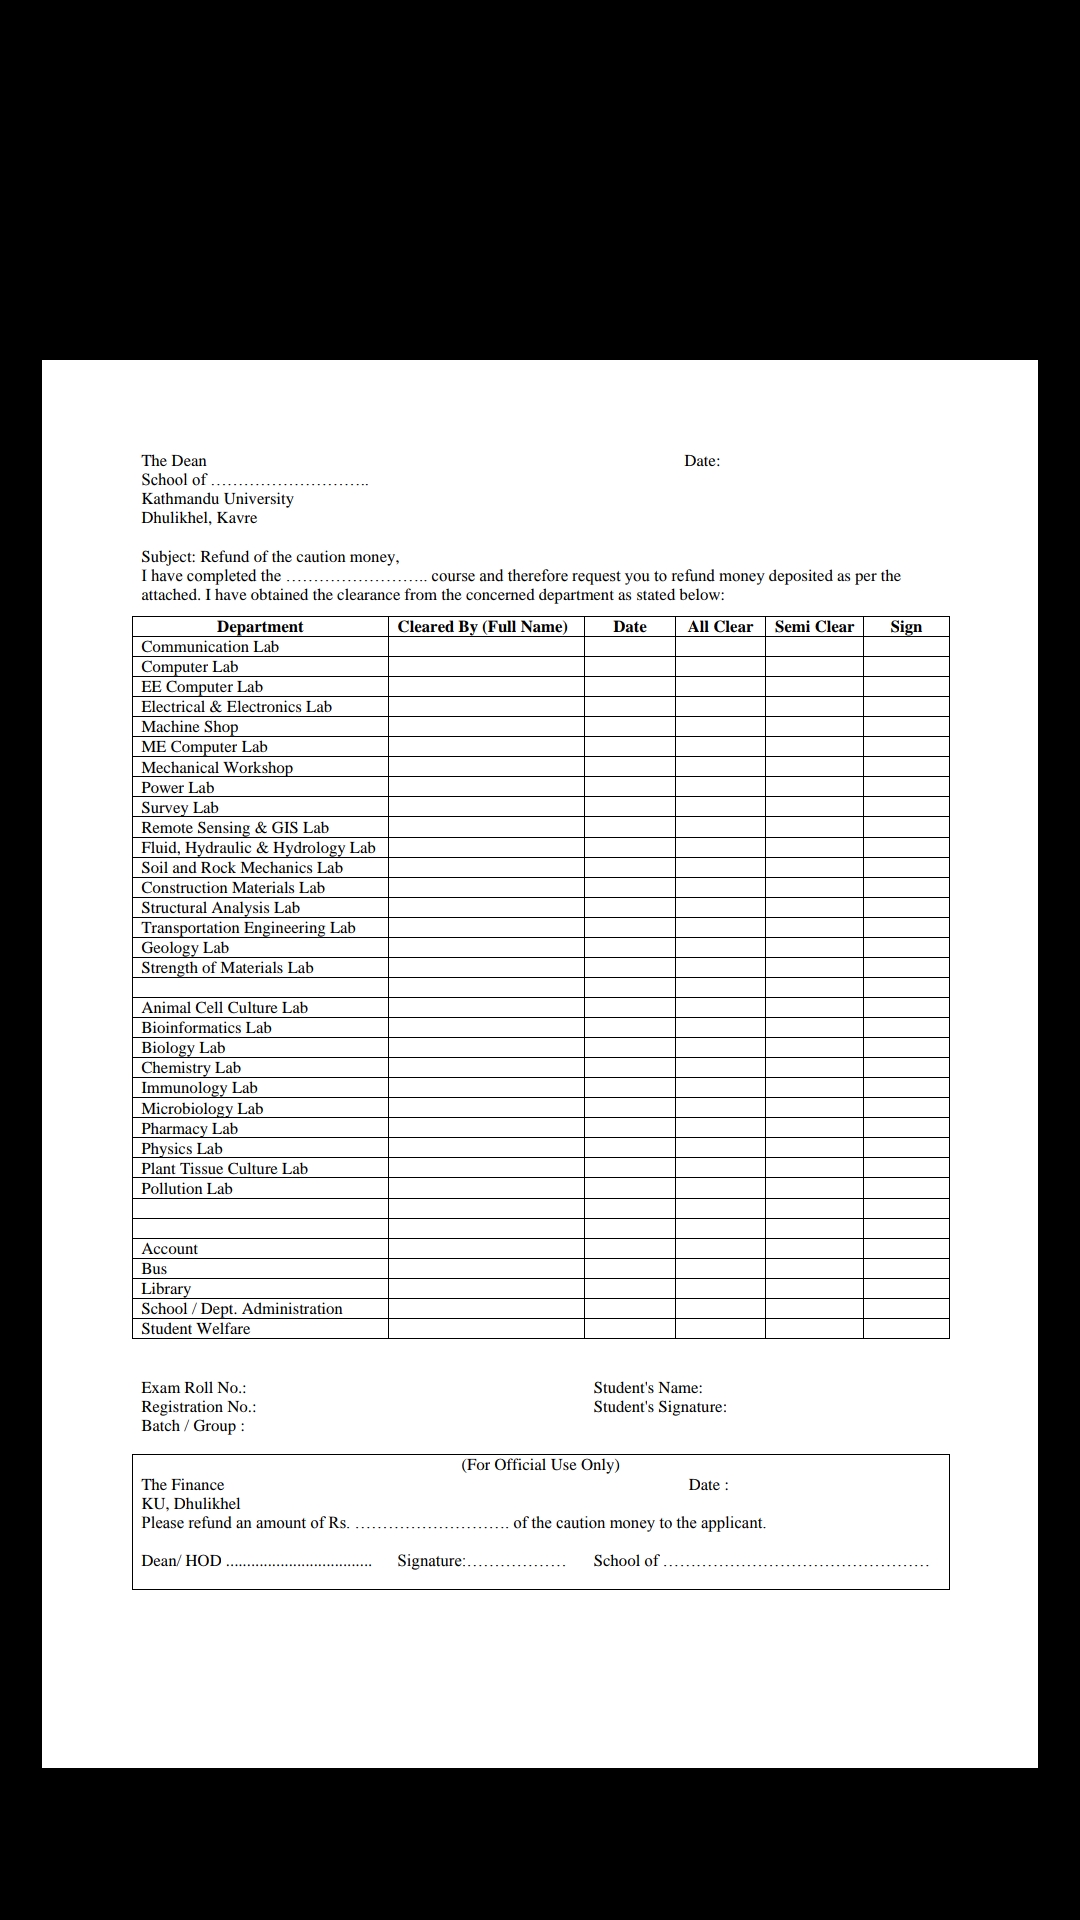 The Dean Date:
School of ………………………..
Kathmandu University
Dhulikhel, Kavre
Subject: Refund of the caution money,
I have completed the …………………….. course and therefore request you to refund money deposited as per the
attached. I have obtained the clearance from the concerned department as stated below:
Department Cleared By (Full Name) Date All Clear Semi Clear Sign
Communication Lab
Computer Lab
EE Computer Lab
Electrical & Electronics Lab
Machine Shop
ME Computer Lab
Mechanical Workshop
Power Lab
Survey Lab
Remote Sensing & GIS Lab
Fluid, Hydraulic & Hydrology Lab
Soil and Rock Mechanics Lab
Construction Materials Lab
Structural Analysis Lab
Transportation Engineering Lab
Geology Lab
Strength of Materials Lab
Animal Cell Culture Lab
Bioinformatics Lab
Biology Lab
Chemistry Lab
Immunology Lab
Microbiology Lab
Pharmacy Lab
Physics Lab
Plant Tissue Culture Lab
Pollution Lab
Account
Bus
Library
School / Dept. Administration
Student Welfare
Exam Roll No.: Student's Name:
Registration No.: Student's Signature:
Batch / Group :
(For Official Use Only)
The Finance Date :
KU, Dhulikhel
Please refund an amount of Rs. ………………………. of the caution money to the applicant.
Dean/ HOD ................................... Signature:……………… School of …………………………………………